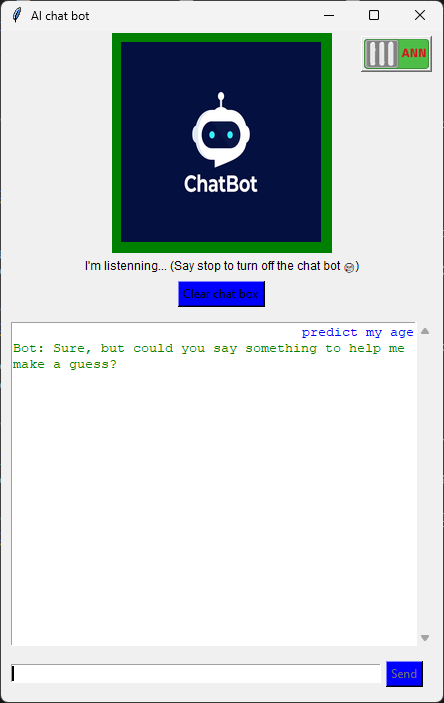 AI chat bot
ANN
ChatBot
I'm listenning... (Say stop to turn off the chat bot 😁)
Clear chat box
predict my age
Bot: Sure, but could you say something to help me
make a guess?
Send